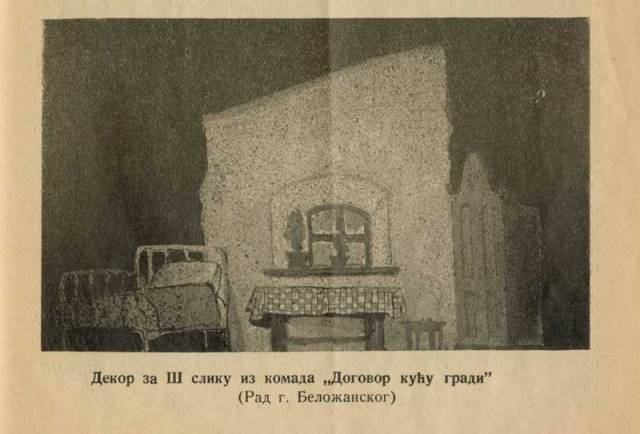 Декор за Ш слику из комада „Договор кућу гради”
(Рад г. Беложанског)